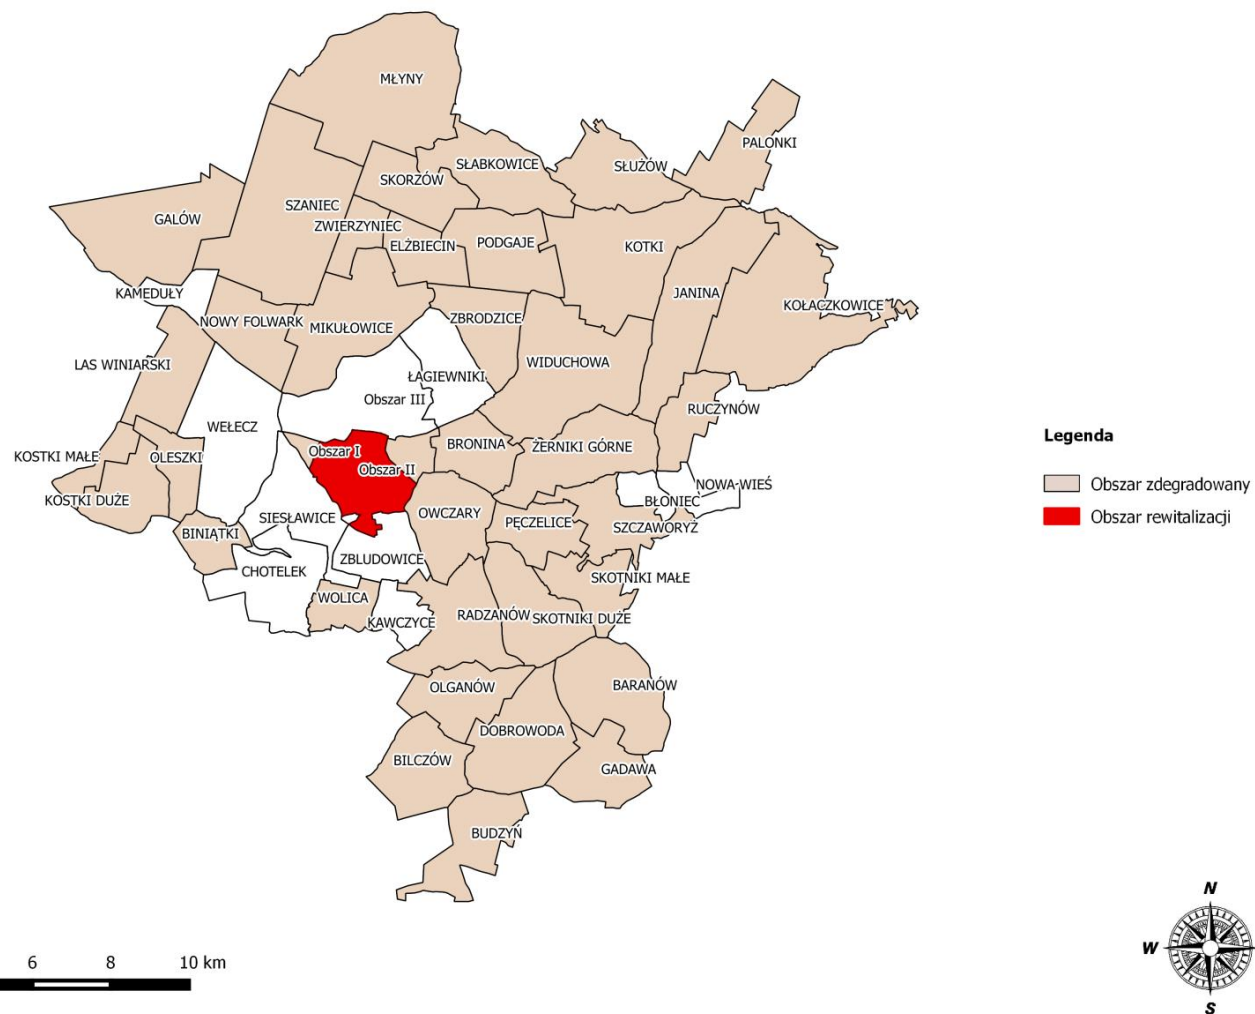 MŁYNY
PALONKI
SŁABKOWICE
SŁUŻÓW
SKORZÓW
SZANIEC
GALÓW
ZWIERZYNIEC
ELŻBIECIN
PODGAJE
KOTKI
KAMEDUŁY
JANINA
KOŁACZKOWICE
NOWY FOLWARK
MIKUŁOWICE
ZBRODZICE
LAS WINIARSKI
WIDUCHOWA
ŁAGIEWNIKI
Obszar III
RUCZYNÓW
WEŁECZ
Legenda
KOSTKI MAŁE
OLESZKI
Obszar I
BRONINA
ŻERNIKI GÓRNE
Obszar II
Obszar zdegradowany
NOWA WIEŚ
KOSTKI DUŻE
BŁONIEC
OWCZARY
SIESŁAWICE
PĘCZELICE
SZCZAWORYŻ
Obszar rewitalizacji
BINIĄTKI
ZBLUDOWICE
CHOTELEK
SKOTNIKI MAŁE
WOLICA
KAWCZYCE
RADZANÓW
SKOTNIKI DUŻE
OLGANÓW
BARANÓW
DOBROWODA
BILCZÓW
GADAWA
BUDZYŃ
N
W
S
6 8 10 km